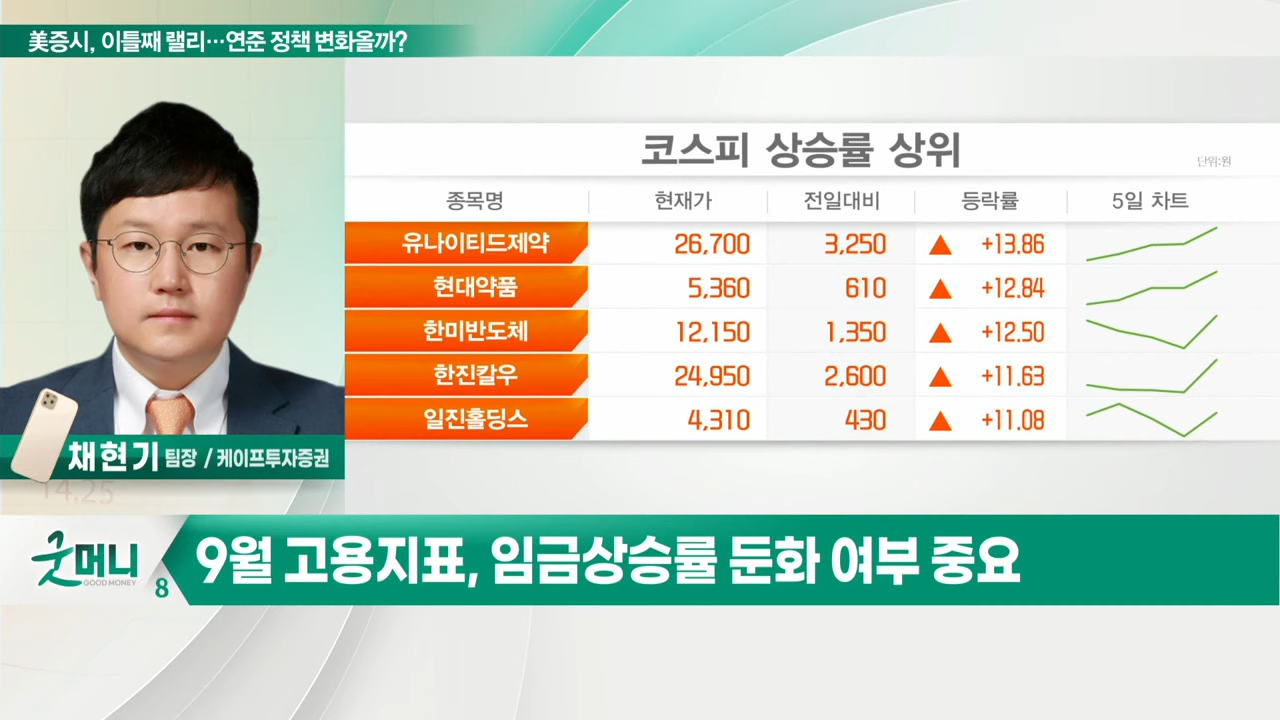 美증시, 이틀째 랠리…연준 정책 변화올까?
코스피 상승률 상위
단위:원
종목명 현재가 전일대비 등락률 5일 차트
유나이티드제약 26,700 3,250 ▲ +13.86
현대약품 5,360 610 ▲ +12.84
한미반도체 12,150 1,350 ▲ +12.50
한진칼우 24,950 2,600 ▲ +11.63
일진홀딩스 4,310 430 ▲ +11.08
채현기 팀장 / 케이프투자증권
14.25
굿머니
GOOD MONEY
8
9월 고용지표, 임금상승률 둔화 여부 중요